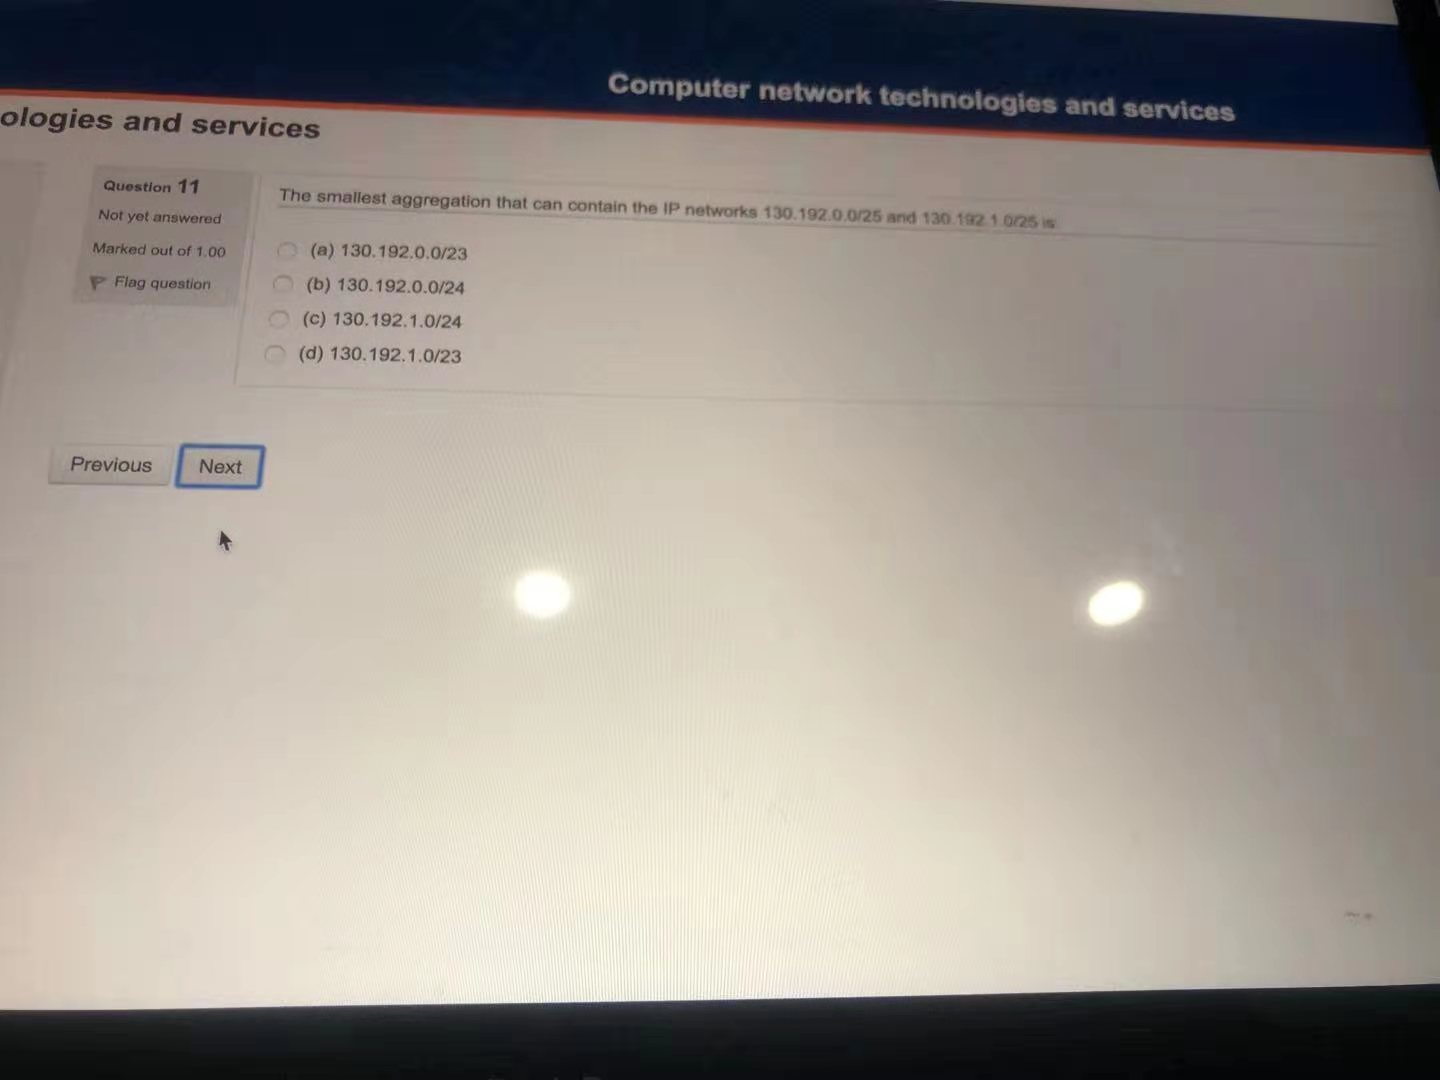 Computer network technologies and services
ologies and services
Question 11
Not yet answered
Marked out of 1.00
Flag question
The smallest aggregation that can contain the IP networks 130.192.0.0/25 and 130.192.1.0/25 is:
(a) 130.192.0.0/23
(b) 130.192.0.0/24
(c) 130.192.1.0/24
(d) 130.192.1.0/23
Previous
Next